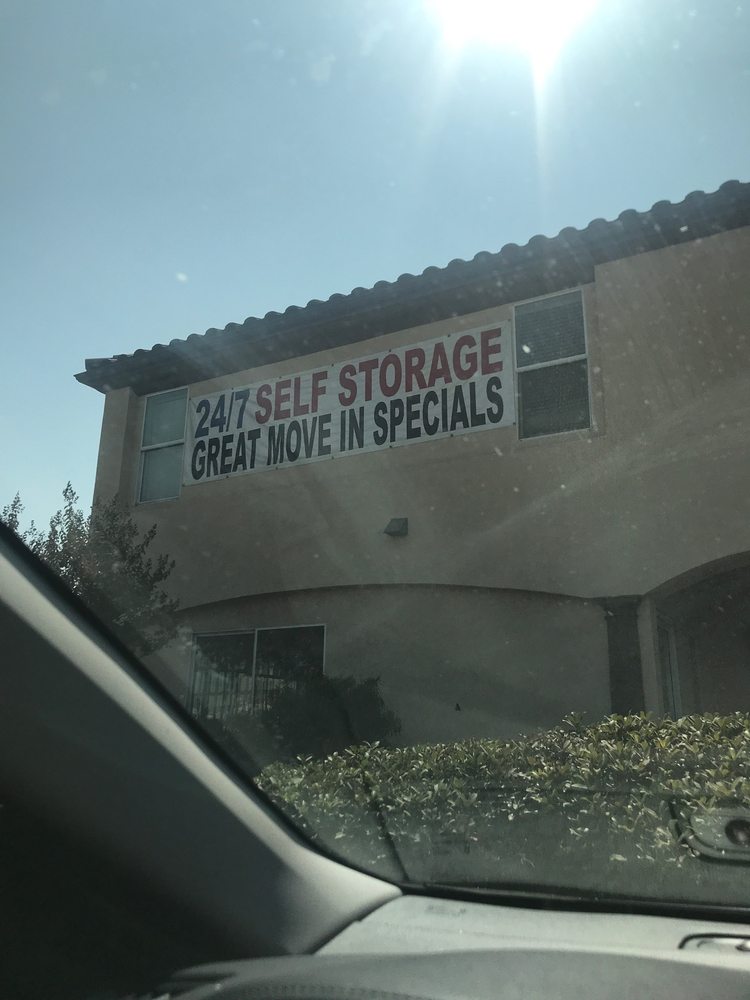 24/7 SELF STORAGE
GREAT MOVE IN SPECIALS